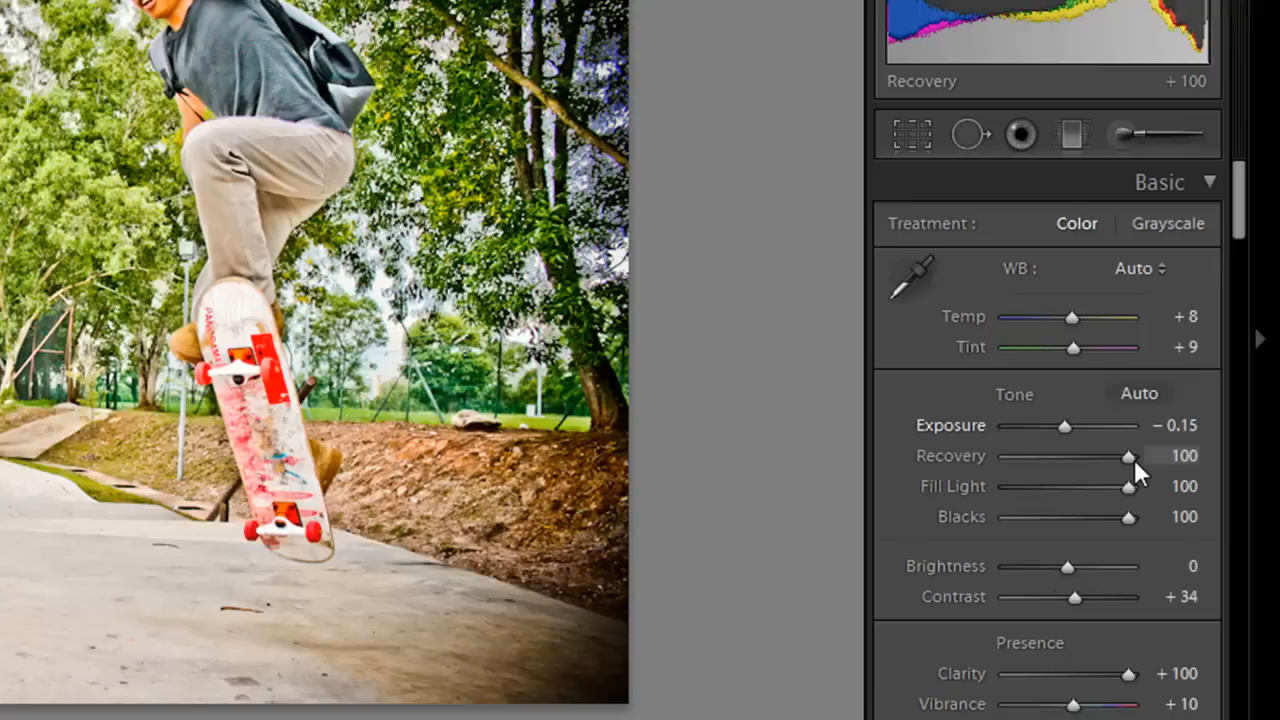 Recovery + 100
Basic
Treatment : Color Grayscale
WB : Auto
Temp + 8
Tint + 9
Tone Auto
Exposure − 0.15
Recovery 100
Fill Light 100
Blacks 100
Brightness 0
Contrast + 34
Presence
Clarity + 100
Vibrance + 10
PANORAMA